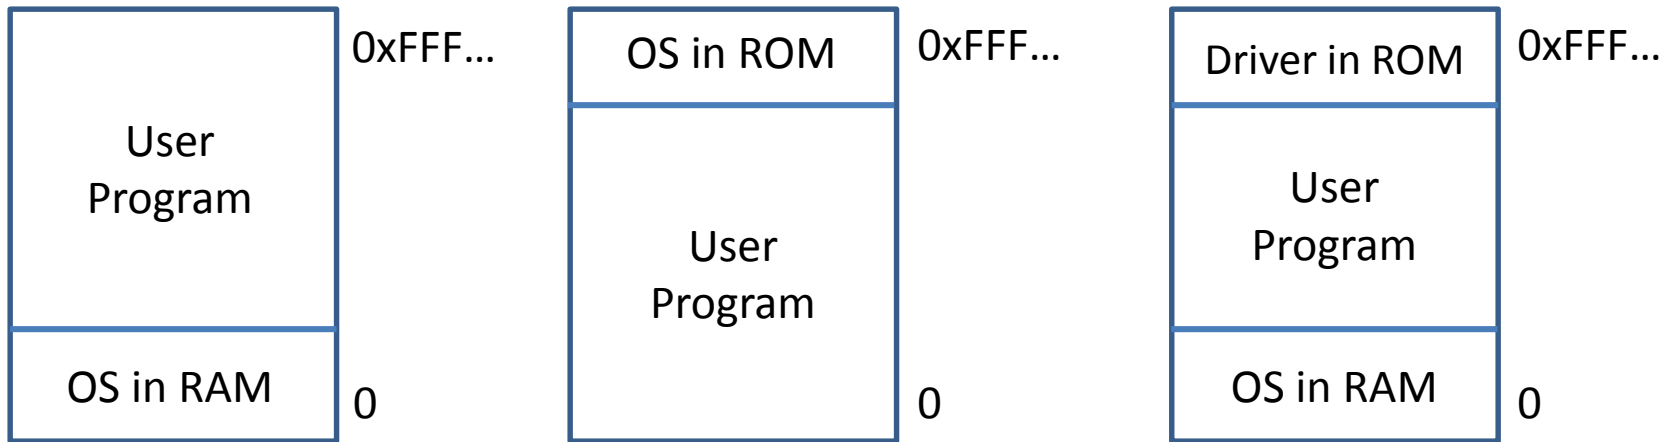 User
Program
OS in RAM
0xFFF…
0
OS in ROM
User
Program
0xFFF…
0
Driver in ROM
User
Program
OS in RAM
0xFFF…
0